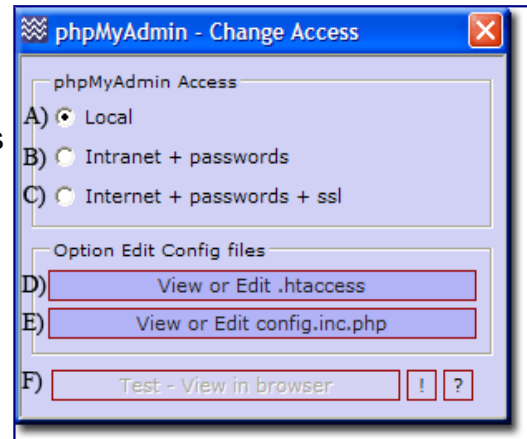 phpMyAdmin - Change Access
phpMyAdmin Access
A) Local
B) Intranet + passwords
C) Internet + passwords + ssl
Option Edit Config files
D) View or Edit .htaccess
E) View or Edit config.inc.php
F) Test - View in browser ! ?